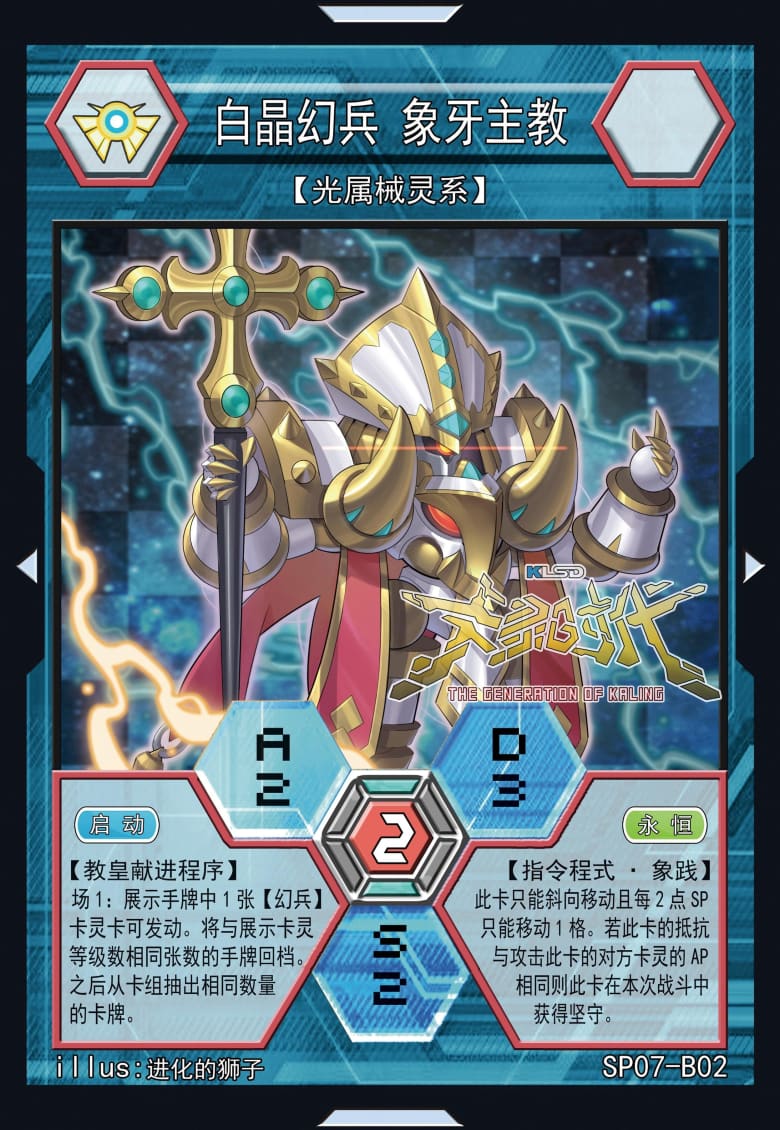 白晶幻兵 象牙主教
【光属械灵系】
KLSD
卡灵时代
THE GENERATION OF KALING
A
2
D
3
2
S
2
启动
【教皇献进程序】
场1：展示手牌中1张【幻兵】
卡灵卡可发动。将与展示卡灵
等级数相同张数的手牌回档。
之后从卡组抽出相同数量
的卡牌。
永恒
【指令程式·象践】
此卡只能斜向移动且每2点SP
只能移动1格。若此卡的抵抗
与攻击此卡的对方卡灵的AP
相同则此卡在本次战斗中
获得坚守。
illus:进化的狮子
SP07-B02